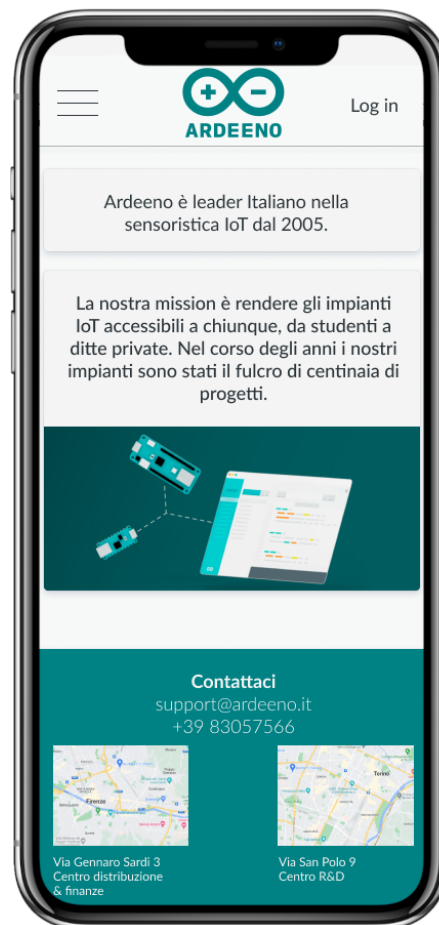 Log in
ARDEENO
Ardeeno è leader Italiano nella
sensoristica IoT dal 2005.
La nostra mission è rendere gli impianti
IoT accessibili a chiunque, da studenti a
ditte private. Nel corso degli anni i nostri
impianti sono stati il fulcro di centinaia di
progetti.
Contattaci
support@ardeeno.it
+39 83057566
Firenze
Torino
Via Gennaro Sardi 3
Centro distribuzione
& finanze
Via San Polo 9
Centro R&D